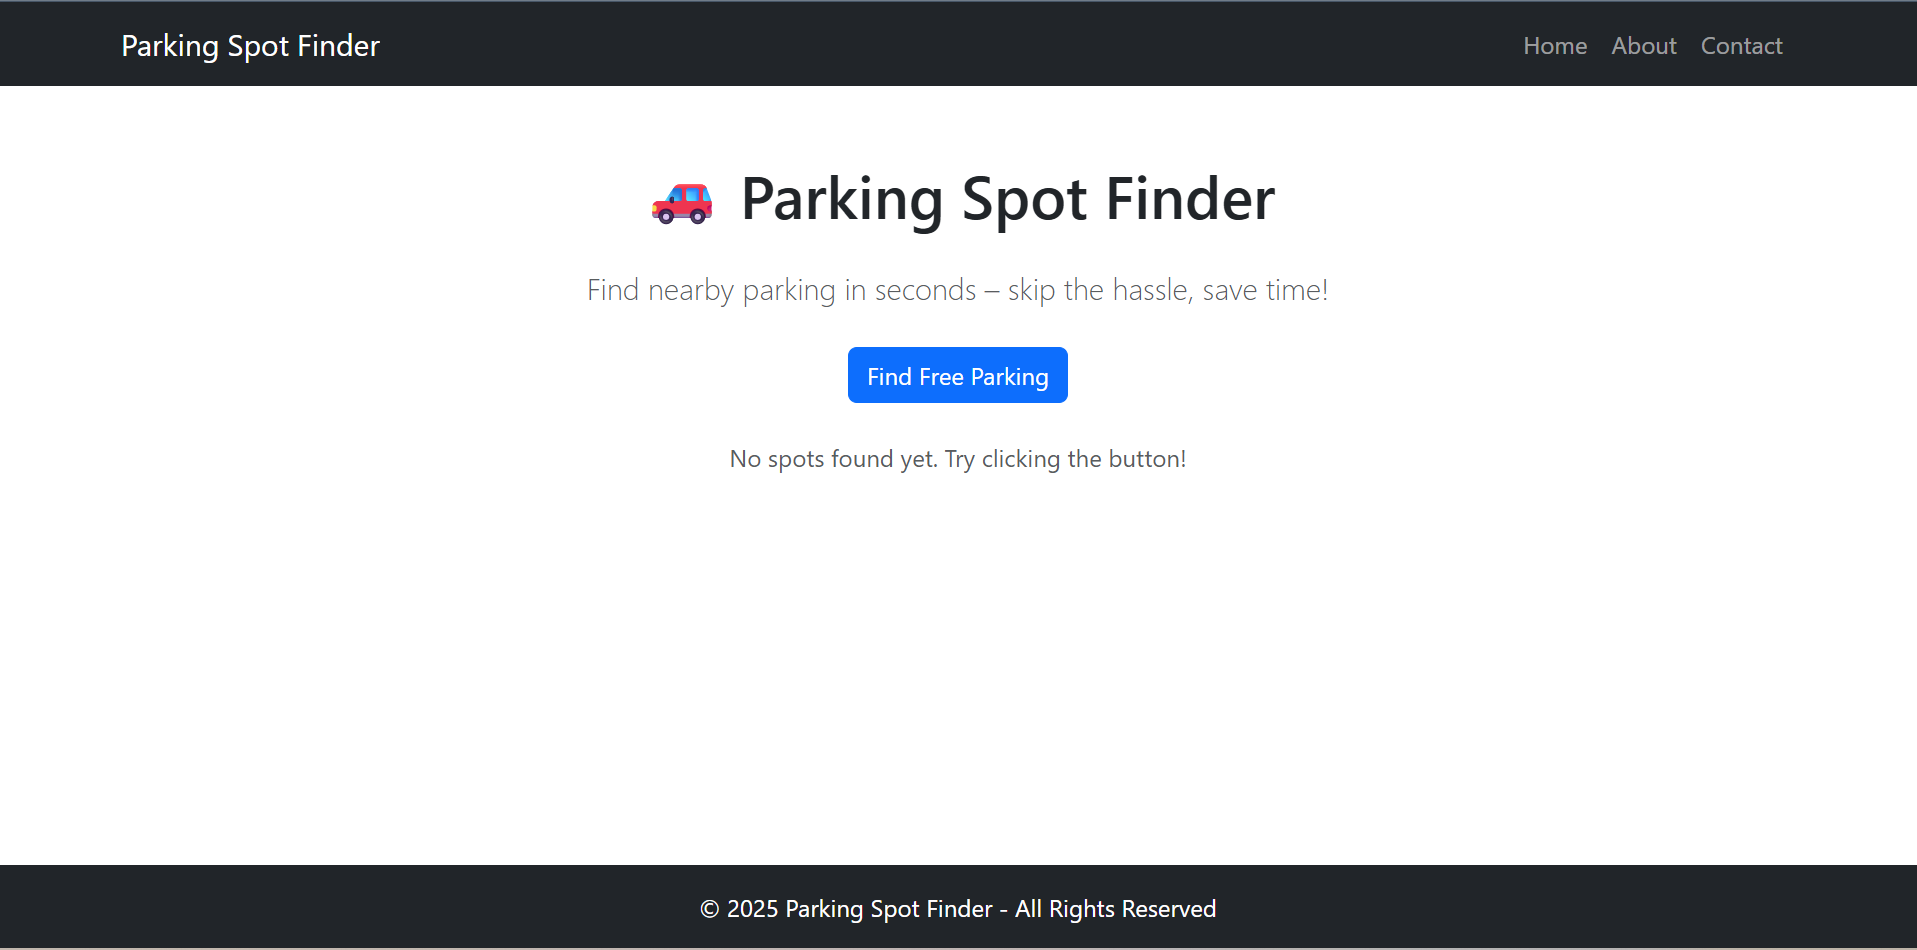 Parking Spot Finder
Home About Contact
Parking Spot Finder
Find nearby parking in seconds – skip the hassle, save time!
Find Free Parking
No spots found yet. Try clicking the button!
© 2025 Parking Spot Finder - All Rights Reserved